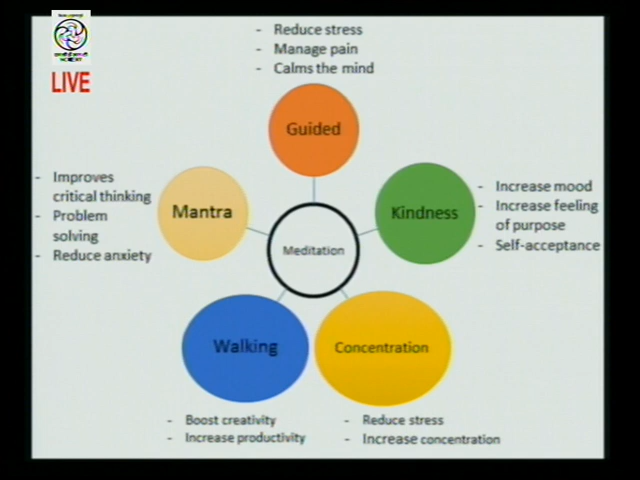 NCERT
LIVE
- Reduce stress
- Manage pain
- Calms the mind
Guided
- Improves
critical thinking
- Problem
solving
- Reduce anxiety
Mantra
Kindness
- Increase mood
- Increase feeling
of purpose
- Self-acceptance
Meditation
Walking
Concentration
- Boost creativity
- Increase productivity
- Reduce stress
- Increase concentration